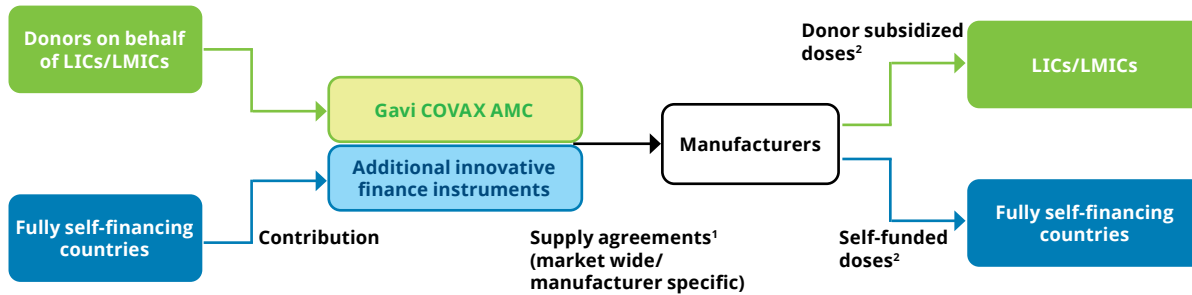 Donors on behalf
of LICs/LMICs
Gavi COVAX AMC
Additional innovative
finance instruments
Fully self-financing
countries
Contribution
Supply agreements¹
(market wide/
manufacturer specific)
Manufacturers
Donor subsidized
doses²
LICs/LMICs
Self-funded
doses²
Fully self-financing
countries